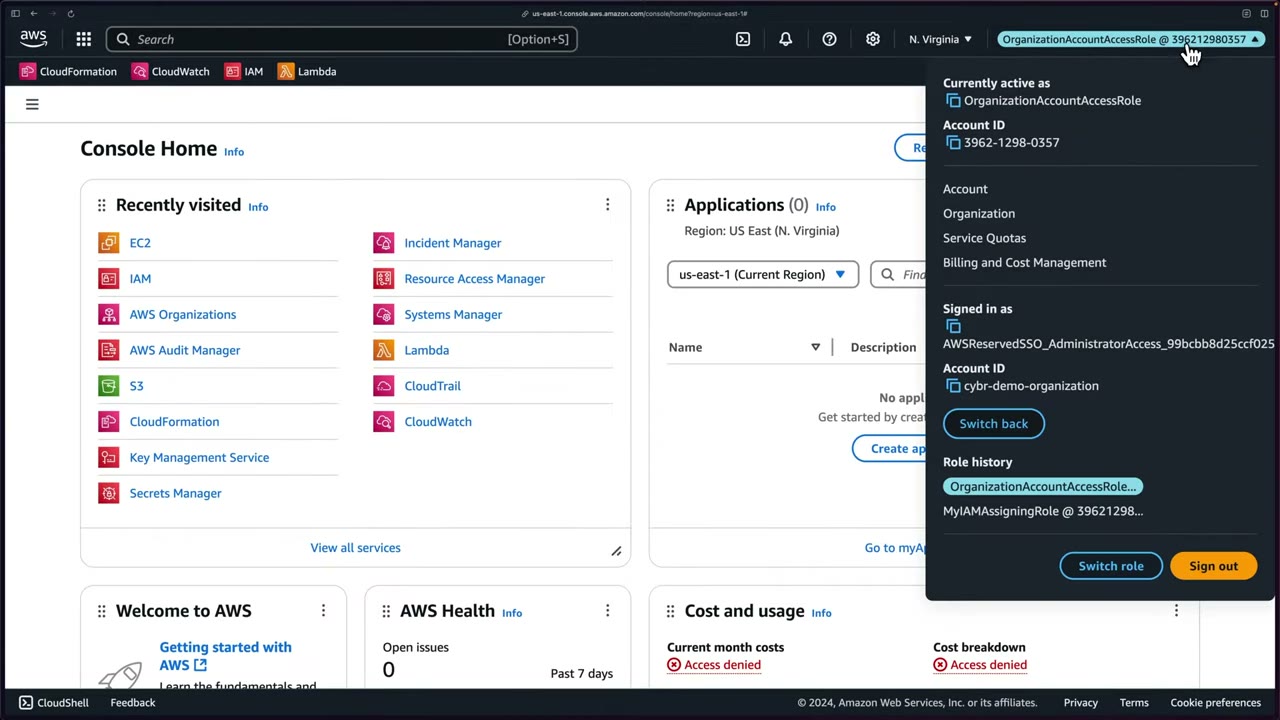 us-east-1.console.aws.amazon.com/console/home?region=us-east-1#
aws
Search
[Option+S]
N. Virginia
OrganizationAccountAccessRole @ 396212980357
CloudFormation
CloudWatch
IAM
Lambda
Currently active as
OrganizationAccountAccessRole
Account ID
3962-1298-0357
Account
Organization
Service Quotas
Billing and Cost Management
Signed in as
AWSReservedSSO_AdministratorAccess_99bcbb8d25ccf025
Account ID
cybr-demo-organization
Switch back
Role history
OrganizationAccountAccessRole...
MyIAMAssigningRole @ 39621298...
Switch role
Sign out
Console Home Info
Re
Recently visited Info
EC2
IAM
AWS Organizations
AWS Audit Manager
S3
CloudFormation
Key Management Service
Secrets Manager
Incident Manager
Resource Access Manager
Systems Manager
Lambda
CloudTrail
CloudWatch
View all services
Applications (0) Info
Region: US East (N. Virginia)
us-east-1 (Current Region)
Find
Name
Description
No appl
Get started by crea
Create ap
Go to myAp
Welcome to AWS
Getting started with
AWS
Learn the fundamentals and
AWS Health Info
Open issues
0
Past 7 days
Cost and usage Info
Current month costs
Access denied
Cost breakdown
Access denied
CloudShell
Feedback
© 2024, Amazon Web Services, Inc. or its affiliates.
Privacy
Terms
Cookie preferences